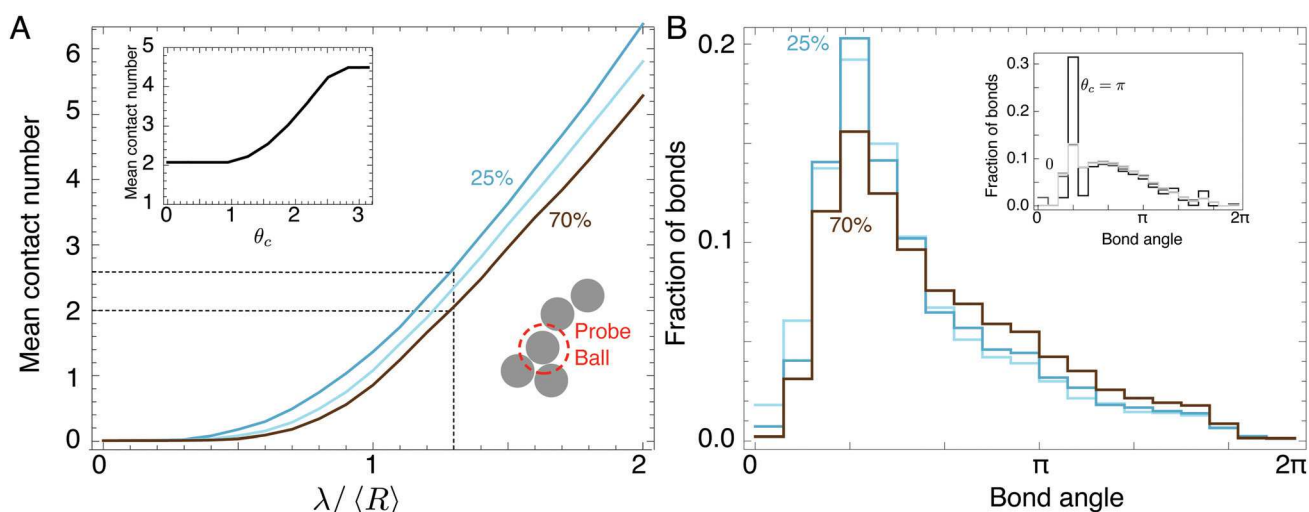 A
Mean contact number
6
5
4
3
2
1
0
0
1
2
λ / ⟨R⟩
25%
70%
Probe
Ball
Mean contact number
5
4
3
2
1
0
1
2
3
θc
B
Fraction of bonds
0.2
0.1
0.0
0
π
2π
Bond angle
25%
70%
Fraction of bonds
0.3
0.2
0.1
0.0
θc = π
0
0
π
2π
Bond angle